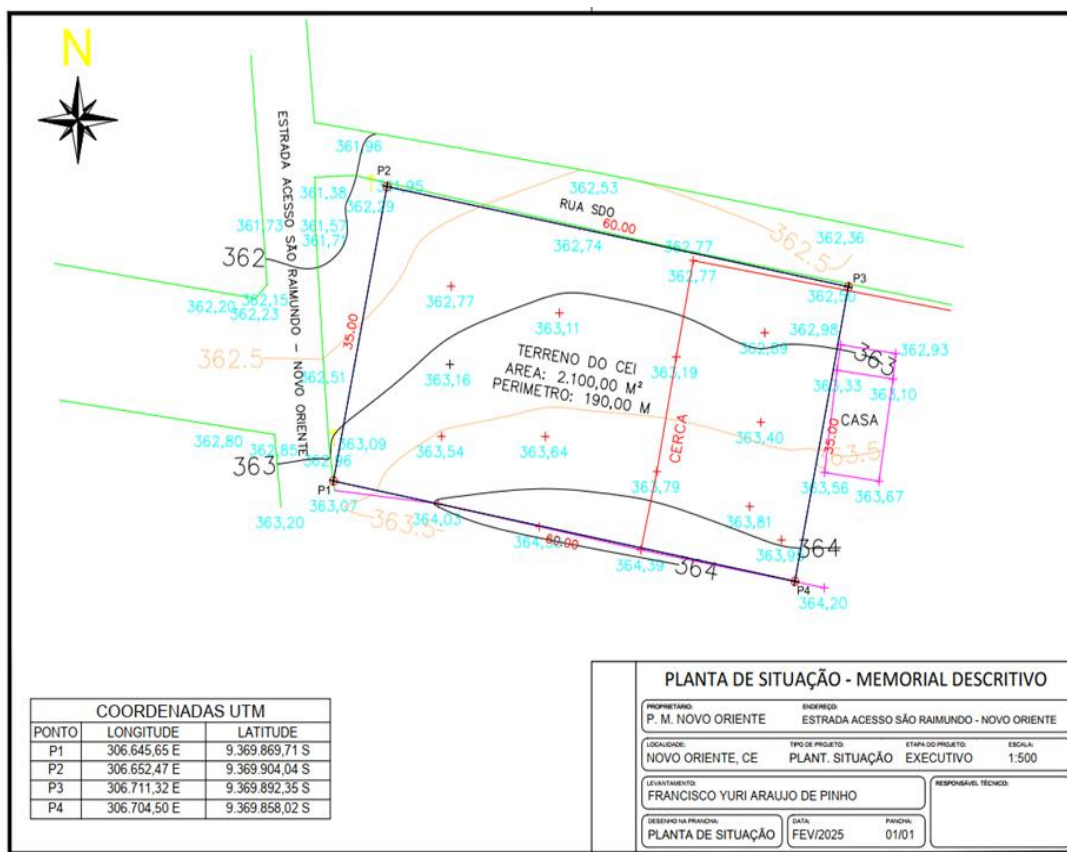 N
361,96
P2
361,38
361,95
362,53
ESTRADA ACESSO SÃO RAIMUNDO - NOVO ORIENTE
362,29
RUA SDO
60.00
361,73
361,57
362,74
362,77
362.5
362,36
362
362,77
P3
362,77
362,50
362,20
362,15
362,23
363,11
362,98
35.00
362.5
362,51
363,16
TERRENO DO CEI
AREA: 2.100,00 M²
PERIMETRO: 190,00 M
363,19
363
362,93
363,33
363,10
CERCA
CASA
35.00
362,80
362,85
363,09
363,54
363,64
363,40
363
362,96
P1
363,79
363,56
363,67
363,07
363.5
364,03
363,20
363,81
60.00
364,39
364
364
P4
364,20
COORDENADAS UTM
PONTO LONGITUDE LATITUDE
P1 306.645,65 E 9.369.869,71 S
P2 306.652,47 E 9.369.904,04 S
P3 306.711,32 E 9.369.892,35 S
P4 306.704,50 E 9.369.858,02 S
PLANTA DE SITUAÇÃO - MEMORIAL DESCRITIVO
PROPRIETÁRIO: ENDEREÇO:
P. M. NOVO ORIENTE ESTRADA ACESSO SÃO RAIMUNDO - NOVO ORIENTE
LOCALIDADE: TIPO DE PROJETO: ETAPA DO PROJETO: ESCALA:
NOVO ORIENTE, CE PLANT. SITUAÇÃO EXECUTIVO 1:500
LEVANTAMENTO: RESPONSÁVEL TÉCNICO:
FRANCISCO YURI ARAUJO DE PINHO
DESENHO NA PRANCHA: DATA: PANCHA:
PLANTA DE SITUAÇÃO FEV/2025 01/01